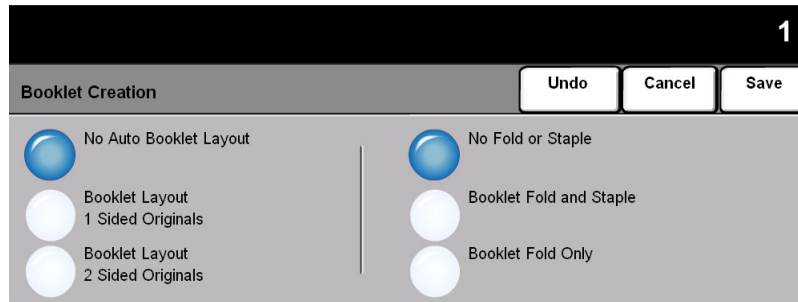 1
Booklet Creation
Undo
Cancel
Save
No Auto Booklet Layout
Booklet Layout
1 Sided Originals
Booklet Layout
2 Sided Originals
No Fold or Staple
Booklet Fold and Staple
Booklet Fold Only